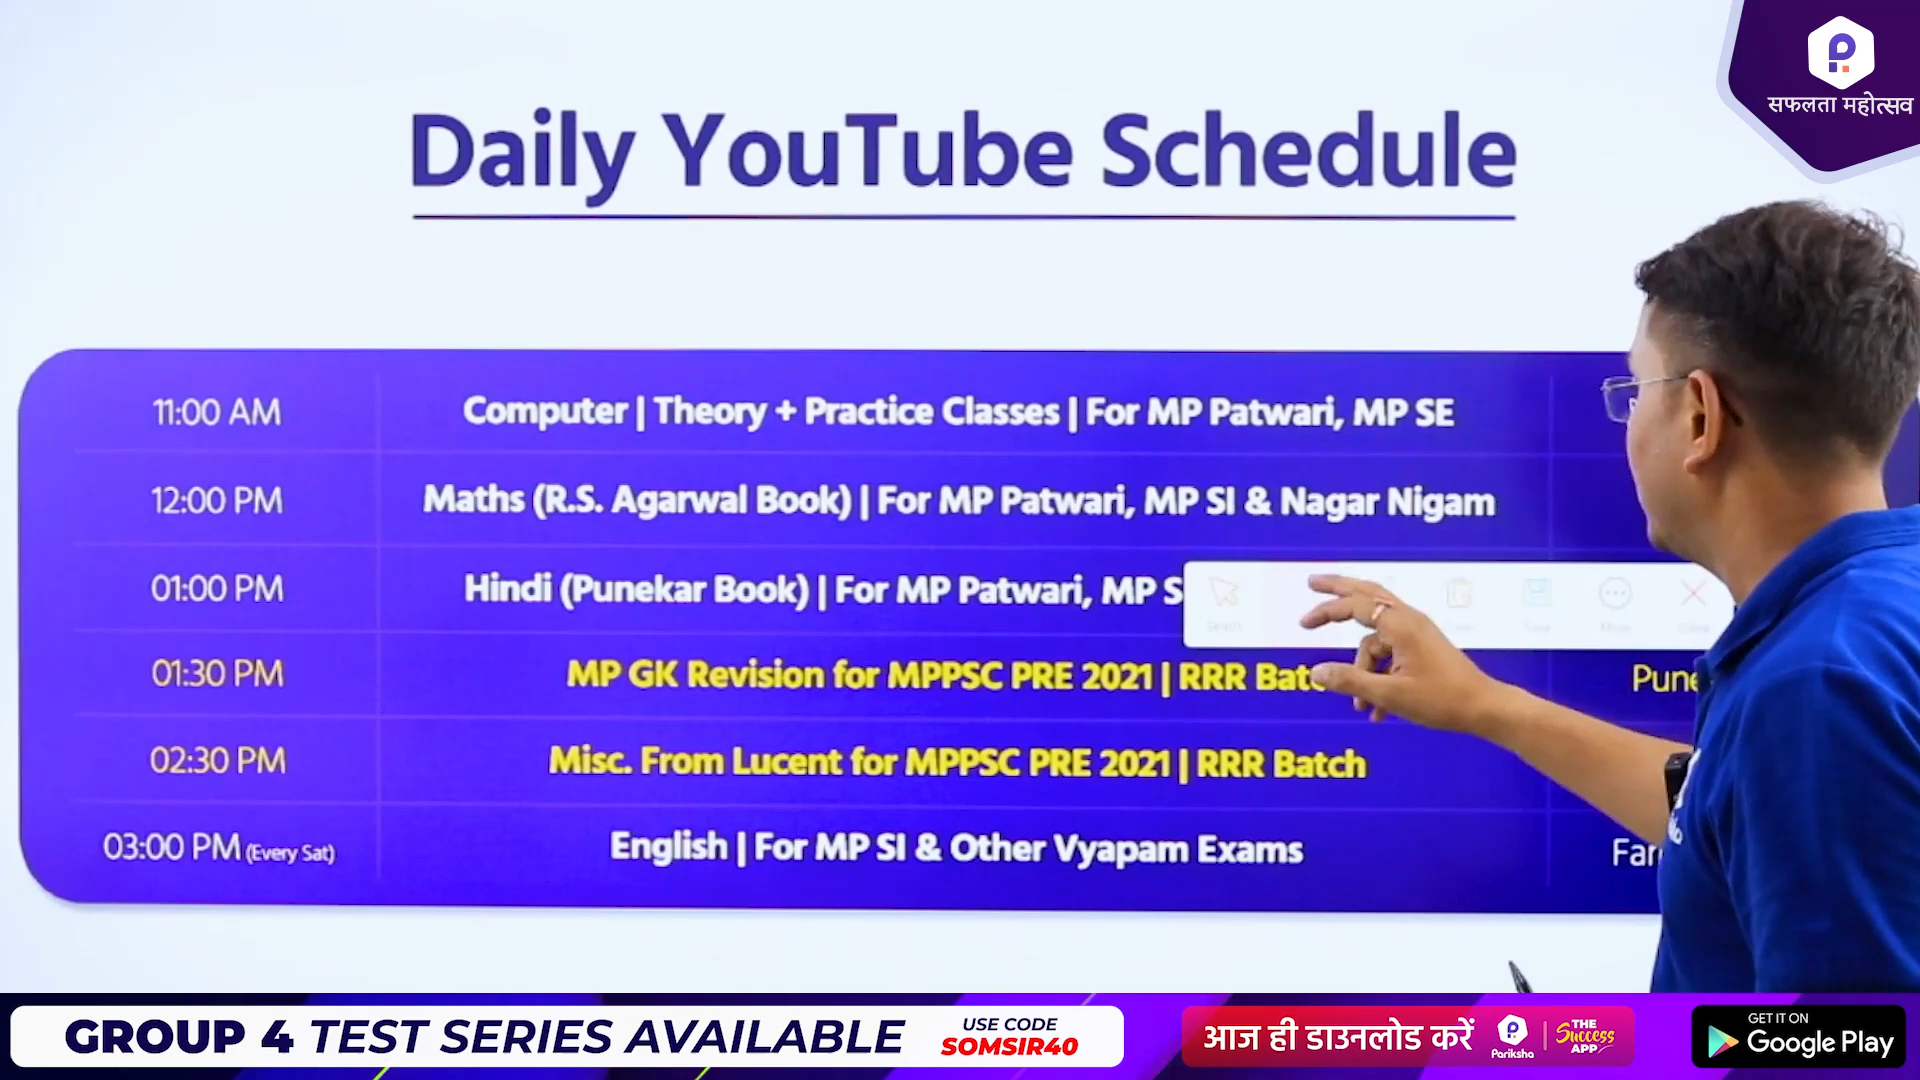 सफलता महोत्सव
Daily YouTube Schedule
11:00 AM Computer | Theory + Practice Classes | For MP Patwari, MP SE
12:00 PM Maths (R.S. Agarwal Book) | For MP Patwari, MP SI & Nagar Nigam
01:00 PM Hindi (Punekar Book) | For MP Patwari, MP S
01:30 PM MP GK Revision for MPPSC PRE 2021 | RRR Batc Pune
02:30 PM Misc. From Lucent for MPPSC PRE 2021 | RRR Batch
03:00 PM (Every Sat) English | For MP SI & Other Vyapam Exams Far
GROUP 4 TEST SERIES AVAILABLE
USE CODE
SOMSIR40
आज ही डाउनलोड करें
Pariksha
THE
Success
APP
GET IT ON
Google Play